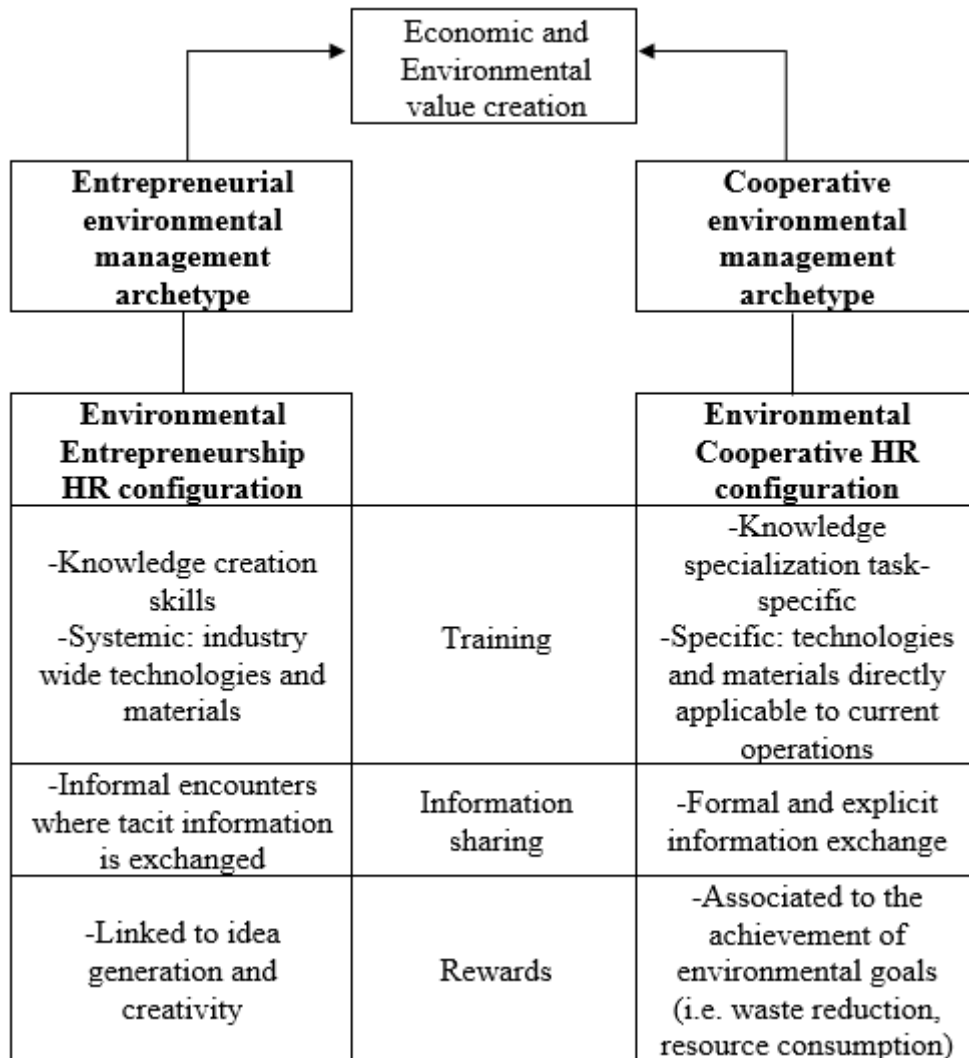 Economic and
Environmental
value creation
Entrepreneurial
environmental
management
archetype
Cooperative
environmental
management
archetype
Environmental
Entrepreneurship
HR configuration
Environmental
Cooperative HR
configuration
-Knowledge creation
skills
-Systemic: industry
wide technologies and
materials
Training
-Knowledge
specialization task-
specific
-Specific: technologies
and materials directly
applicable to current
operations
-Informal encounters
where tacit information
is exchanged
Information
sharing
-Formal and explicit
information exchange
-Linked to idea
generation and
creativity
Rewards
-Associated to the
achievement of
environmental goals
(i.e. waste reduction,
resource consumption)